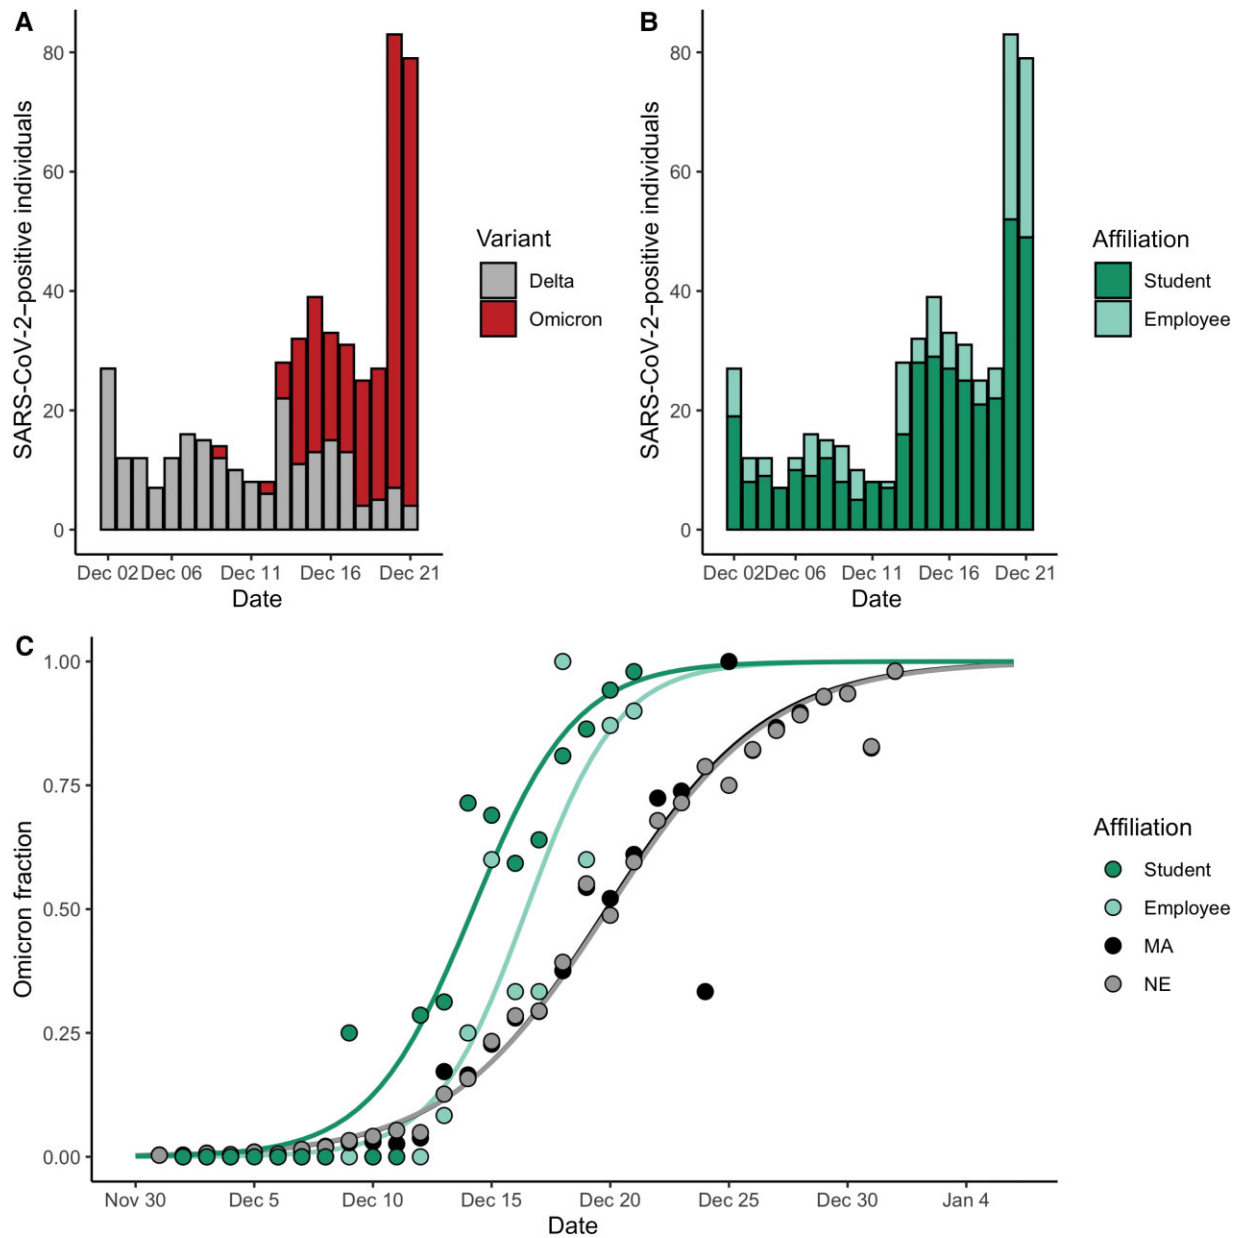 A
SARS-CoV-2–positive individuals
80
60
40
20
0
Dec 02 Dec 06 Dec 11 Dec 16 Dec 21
Date
Variant
Delta
Omicron
B
SARS-CoV-2–positive individuals
80
60
40
20
0
Dec 02 Dec 06 Dec 11 Dec 16 Dec 21
Date
Affiliation
Student
Employee
C
Omicron fraction
1.00
0.75
0.50
0.25
0.00
Nov 30 Dec 5 Dec 10 Dec 15 Dec 20 Dec 25 Dec 30 Jan 4
Date
Affiliation
Student
Employee
MA
NE